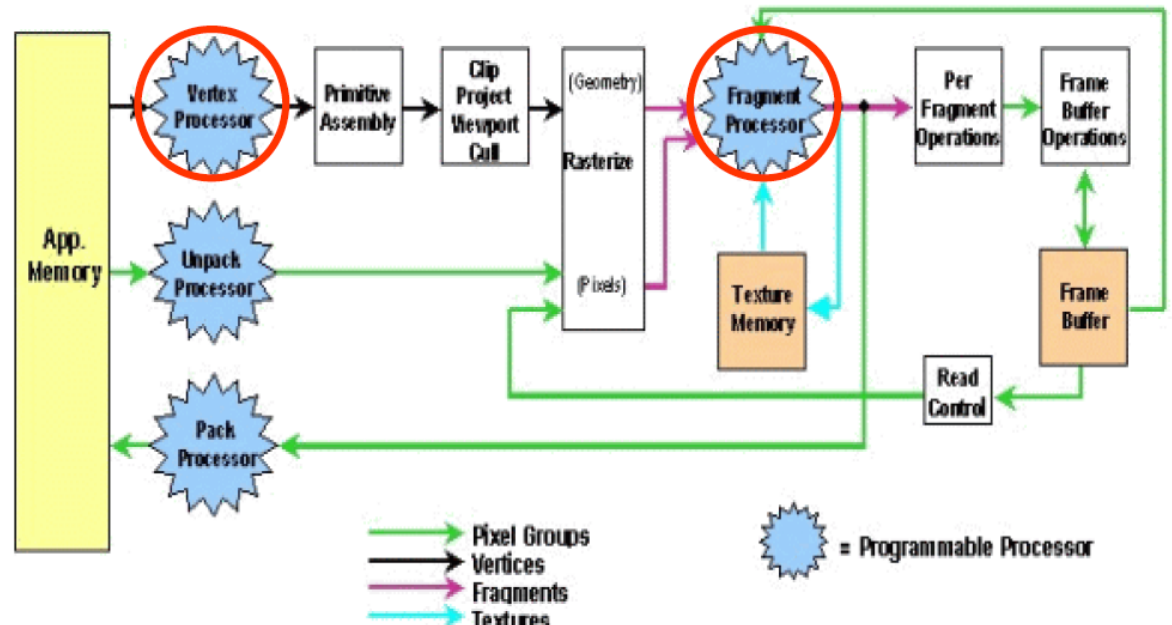 App.
Memory
Vertex
Processor
Primitive
Assembly
Clip
Project
Viewport
Cull
(Geometry)
Rasterize
(Pixels)
Fragment
Processor
Per
Fragment
Operations
Frame
Buffer
Operations
Unpack
Processor
Texture
Memory
Frame
Buffer
Read
Control
Pack
Processor
Pixel Groups
Vertices
Fragments
Textures
= Programmable Processor